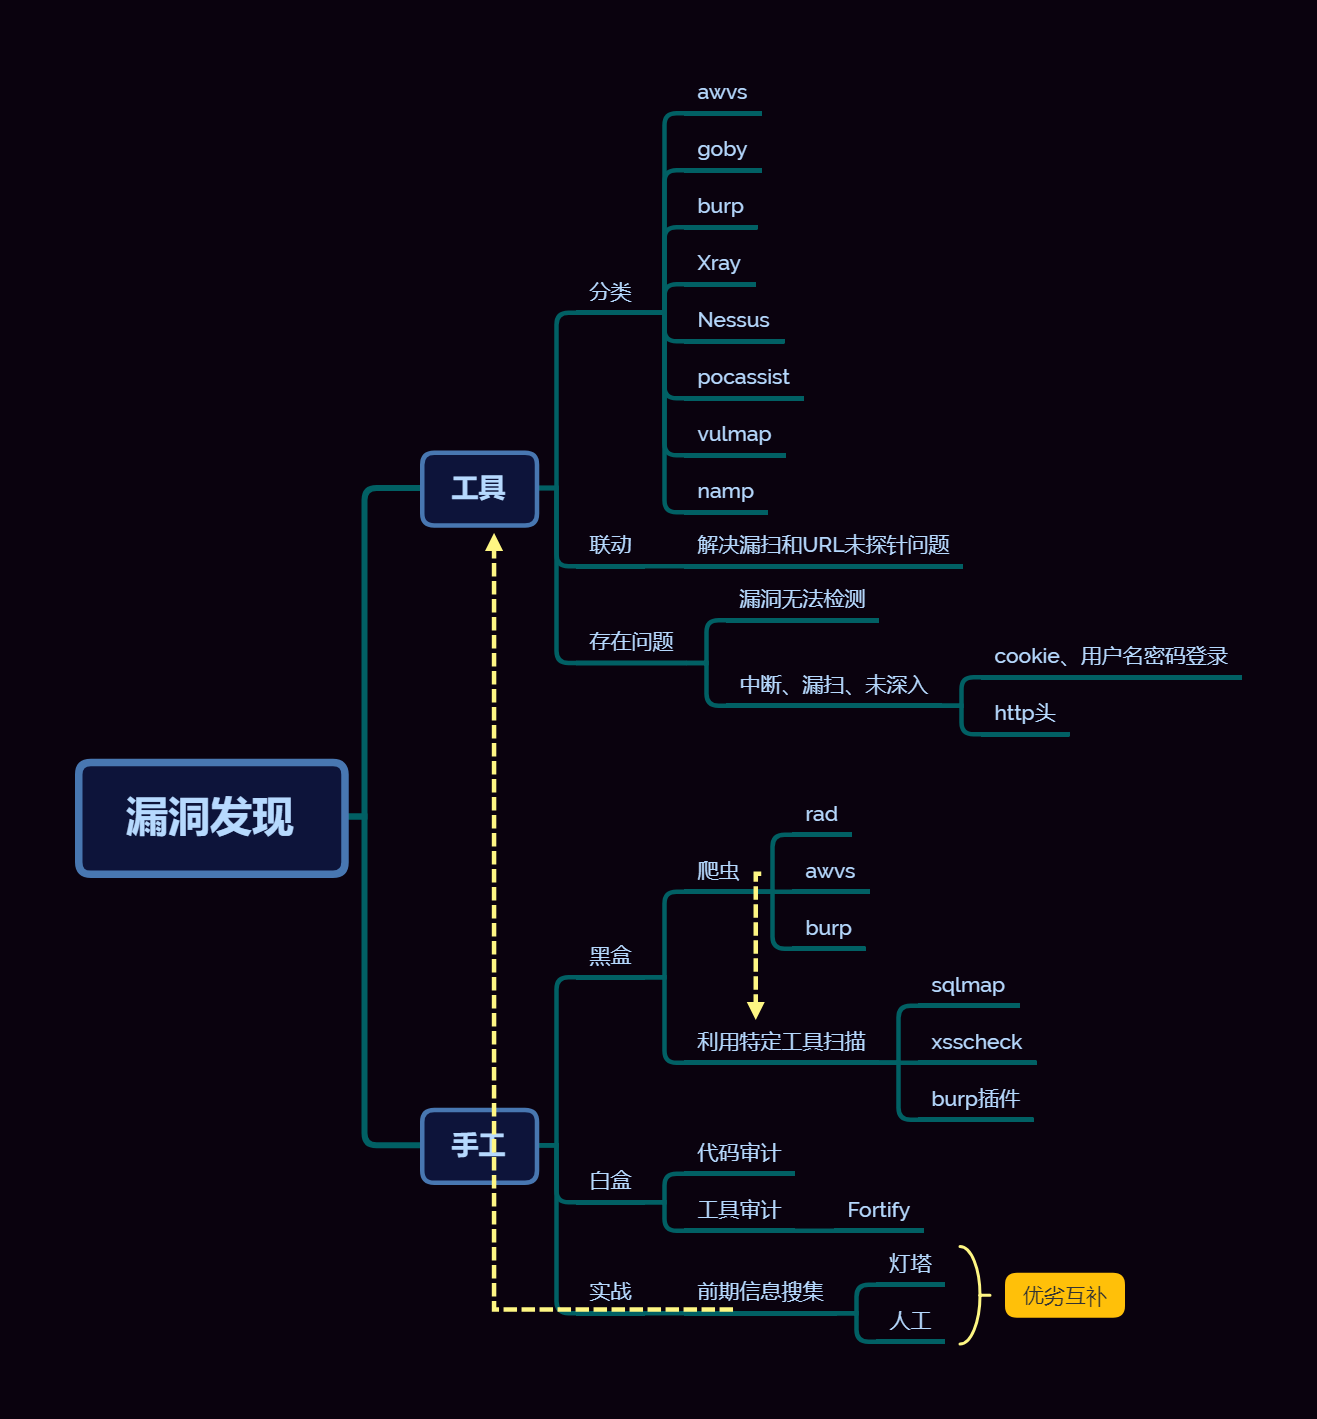 漏洞发现
工具
分类
awvs
goby
burp
Xray
Nessus
pocassist
vulmap
namp
联动
解决漏扫和URL未探针问题
存在问题
漏洞无法检测
中断、漏扫、未深入
cookie、用户名密码登录
http头
手工
黑盒
爬虫
rad
awvs
burp
利用特定工具扫描
sqlmap
xsscheck
burp插件
白盒
代码审计
工具审计
Fortify
实战
前期信息搜集
灯塔
人工
优劣互补